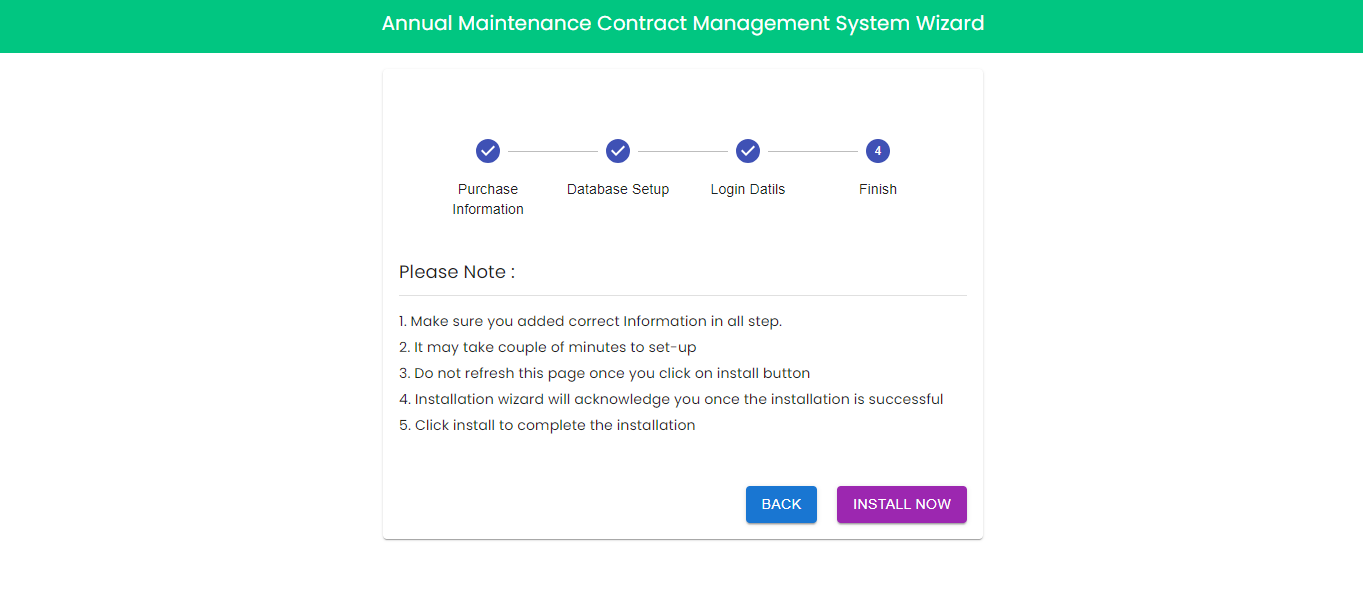 Annual Maintenance Contract Management System Wizard
4
Purchase
Information
Database Setup
Login Datils
Finish
Please Note :
1. Make sure you added correct Information in all step.
2. It may take couple of minutes to set-up
3. Do not refresh this page once you click on install button
4. Installation wizard will acknowledge you once the installation is successful
5. Click install to complete the installation
BACK
INSTALL NOW